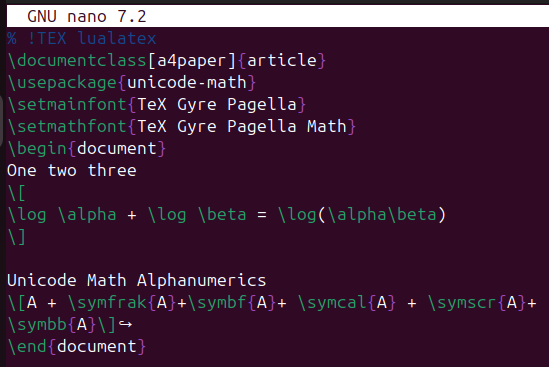 GNU nano 7.2
% !TEX lualatex
\documentclass[a4paper]{article}
\usepackage{unicode-math}
\setmainfont{TeX Gyre Pagella}
\setmathfont{TeX Gyre Pagella Math}
\begin{document}
One two three
\[
\log \alpha + \log \beta = \log(\alpha\beta)
\]
Unicode Math Alphanumerics
\[A + \symfrak{A}+\symbf{A}+ \symcal{A} + \symscr{A}+
\symbb{A}\]↪
\end{document}